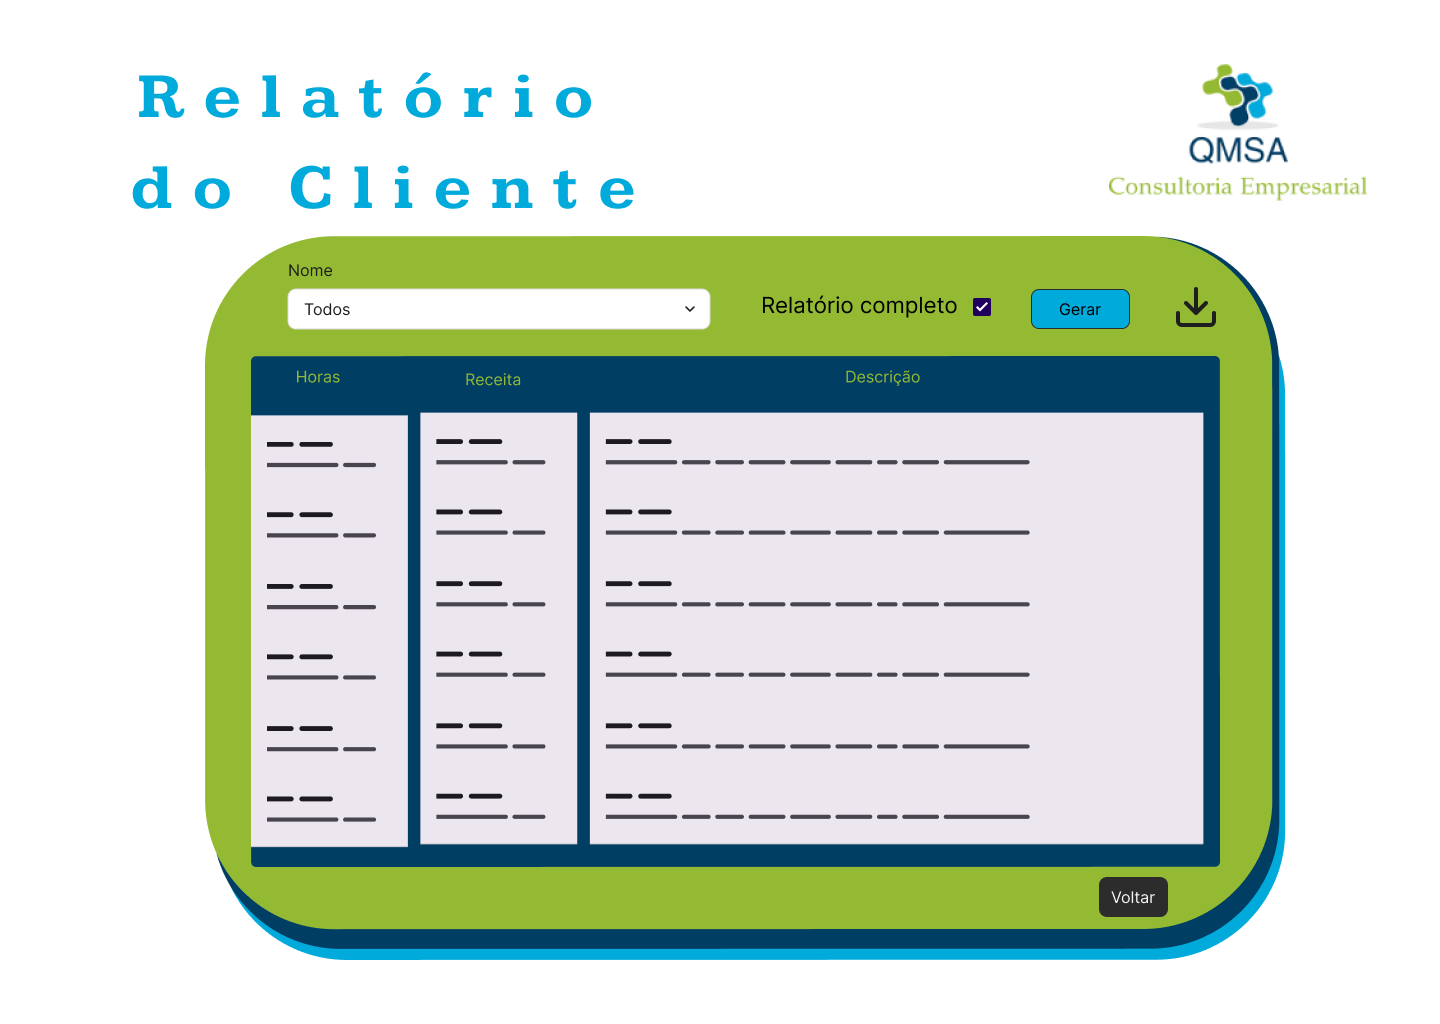 Relatório
do Cliente
QMSA
Consultoria Empresarial
Nome
Todos
Relatório completo
Gerar
Horas
Receita
Descrição
Voltar